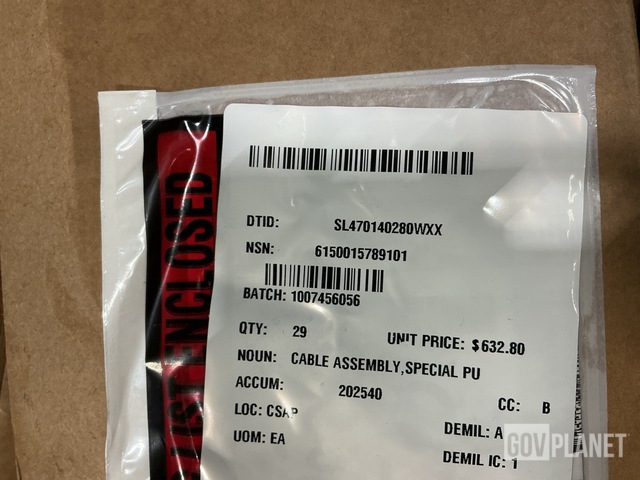 DTID: SL470140280WXX
NSN: 6150015789101
BATCH: 1007456056
QTY: 29 UNIT PRICE: $632.80
NOUN: CABLE ASSEMBLY,SPECIAL PU
ACCUM: 202540
CC: B
LOC: CSAP
DEMIL: A
UOM: EA
DEMIL IC: 1
LIST ENCLOSED
GOVPLANET